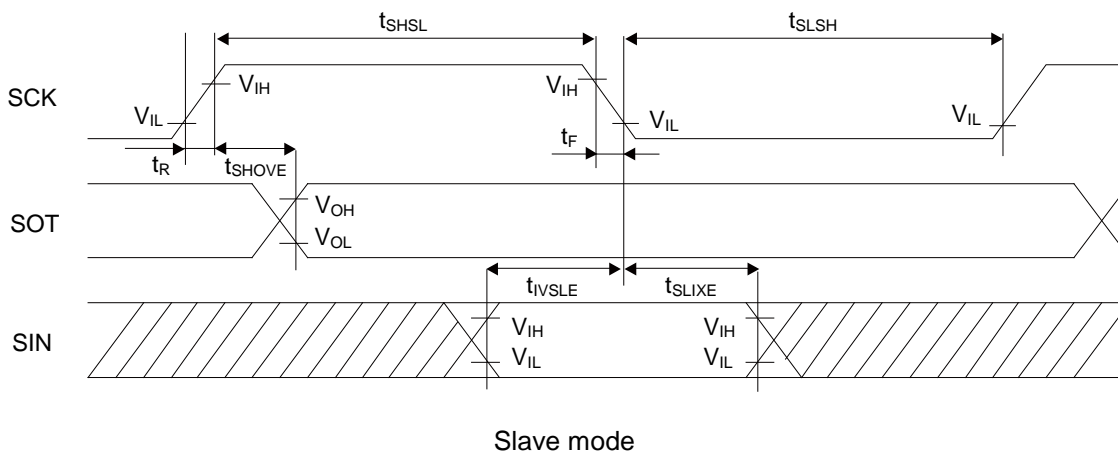 tSHSL tSLSH
SCK VIL VIH VIH VIL VIL
tR tSHOVE tF
SOT VOH
VOL
tIVSLE tSLIXE
SIN VIH VIH
VIL VIL
Slave mode